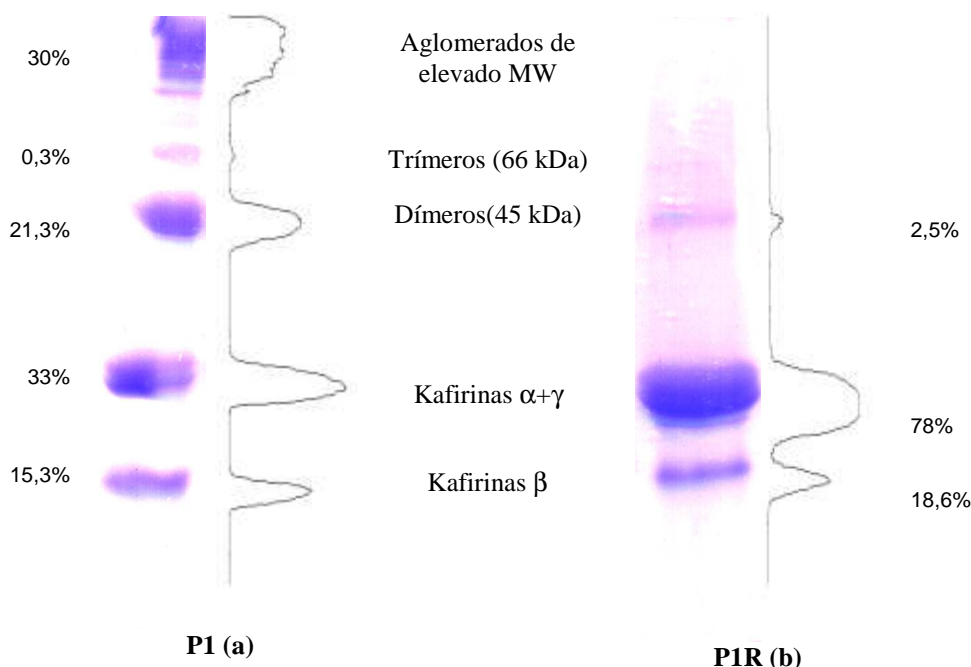 30%
Aglomerados de
elevado MW
0,3%
Trímeros (66 kDa)
21,3%
Dímeros(45 kDa)
2,5%
33%
Kafirinas α+γ
78%
15,3%
Kafirinas β
18,6%
P1 (a)
P1R (b)